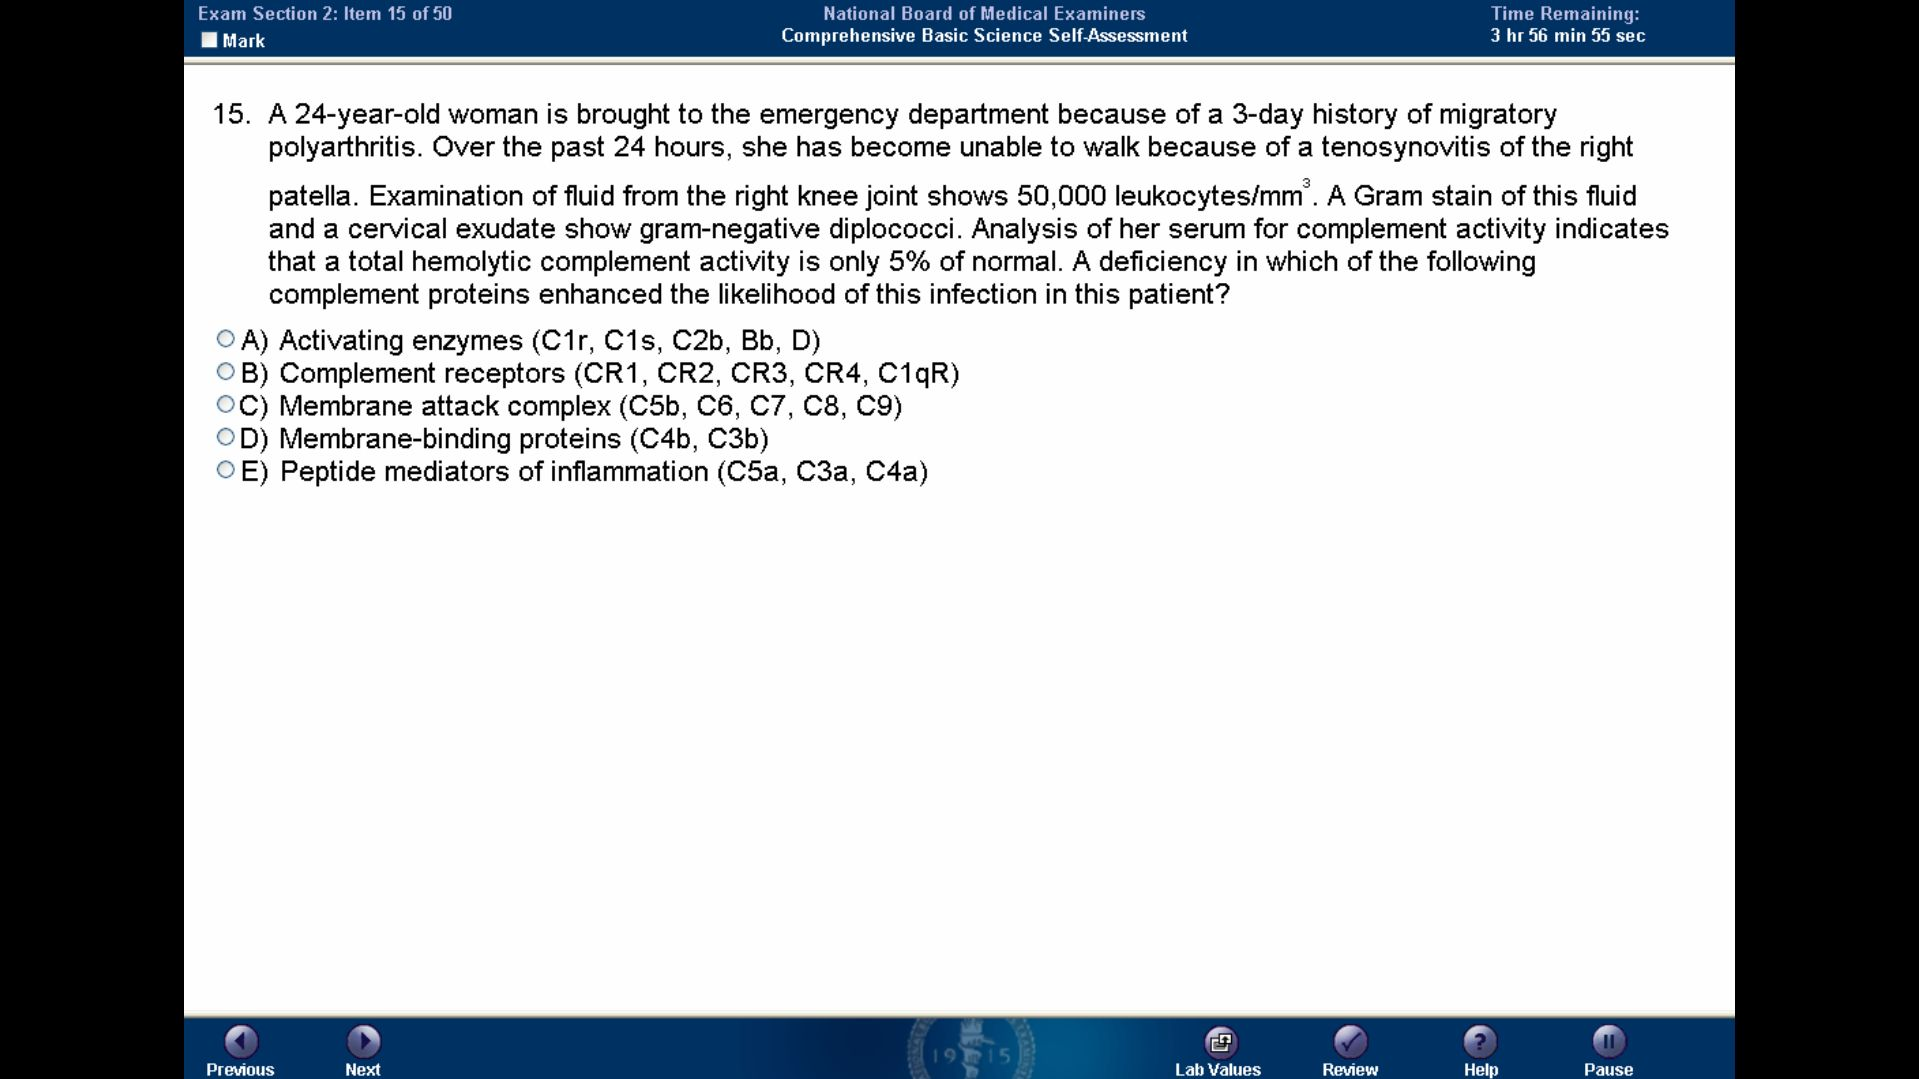 Exam Section 2: Item 15 of 50
National Board of Medical Examiners
Time Remaining:
Mark
Comprehensive Basic Science Self-Assessment
3 hr 56 min 55 sec
15. A 24-year-old woman is brought to the emergency department because of a 3-day history of migratory
polyarthritis. Over the past 24 hours, she has become unable to walk because of a tenosynovitis of the right
patella. Examination of fluid from the right knee joint shows 50,000 leukocytes/mm³. A Gram stain of this fluid
and a cervical exudate show gram-negative diplococci. Analysis of her serum for complement activity indicates
that a total hemolytic complement activity is only 5% of normal. A deficiency in which of the following
complement proteins enhanced the likelihood of this infection in this patient?
A) Activating enzymes (C1r, C1s, C2b, Bb, D)
B) Complement receptors (CR1, CR2, CR3, CR4, C1qR)
C) Membrane attack complex (C5b, C6, C7, C8, C9)
D) Membrane-binding proteins (C4b, C3b)
E) Peptide mediators of inflammation (C5a, C3a, C4a)
19 15
Previous
Next
Lab Values
Review
Help
Pause